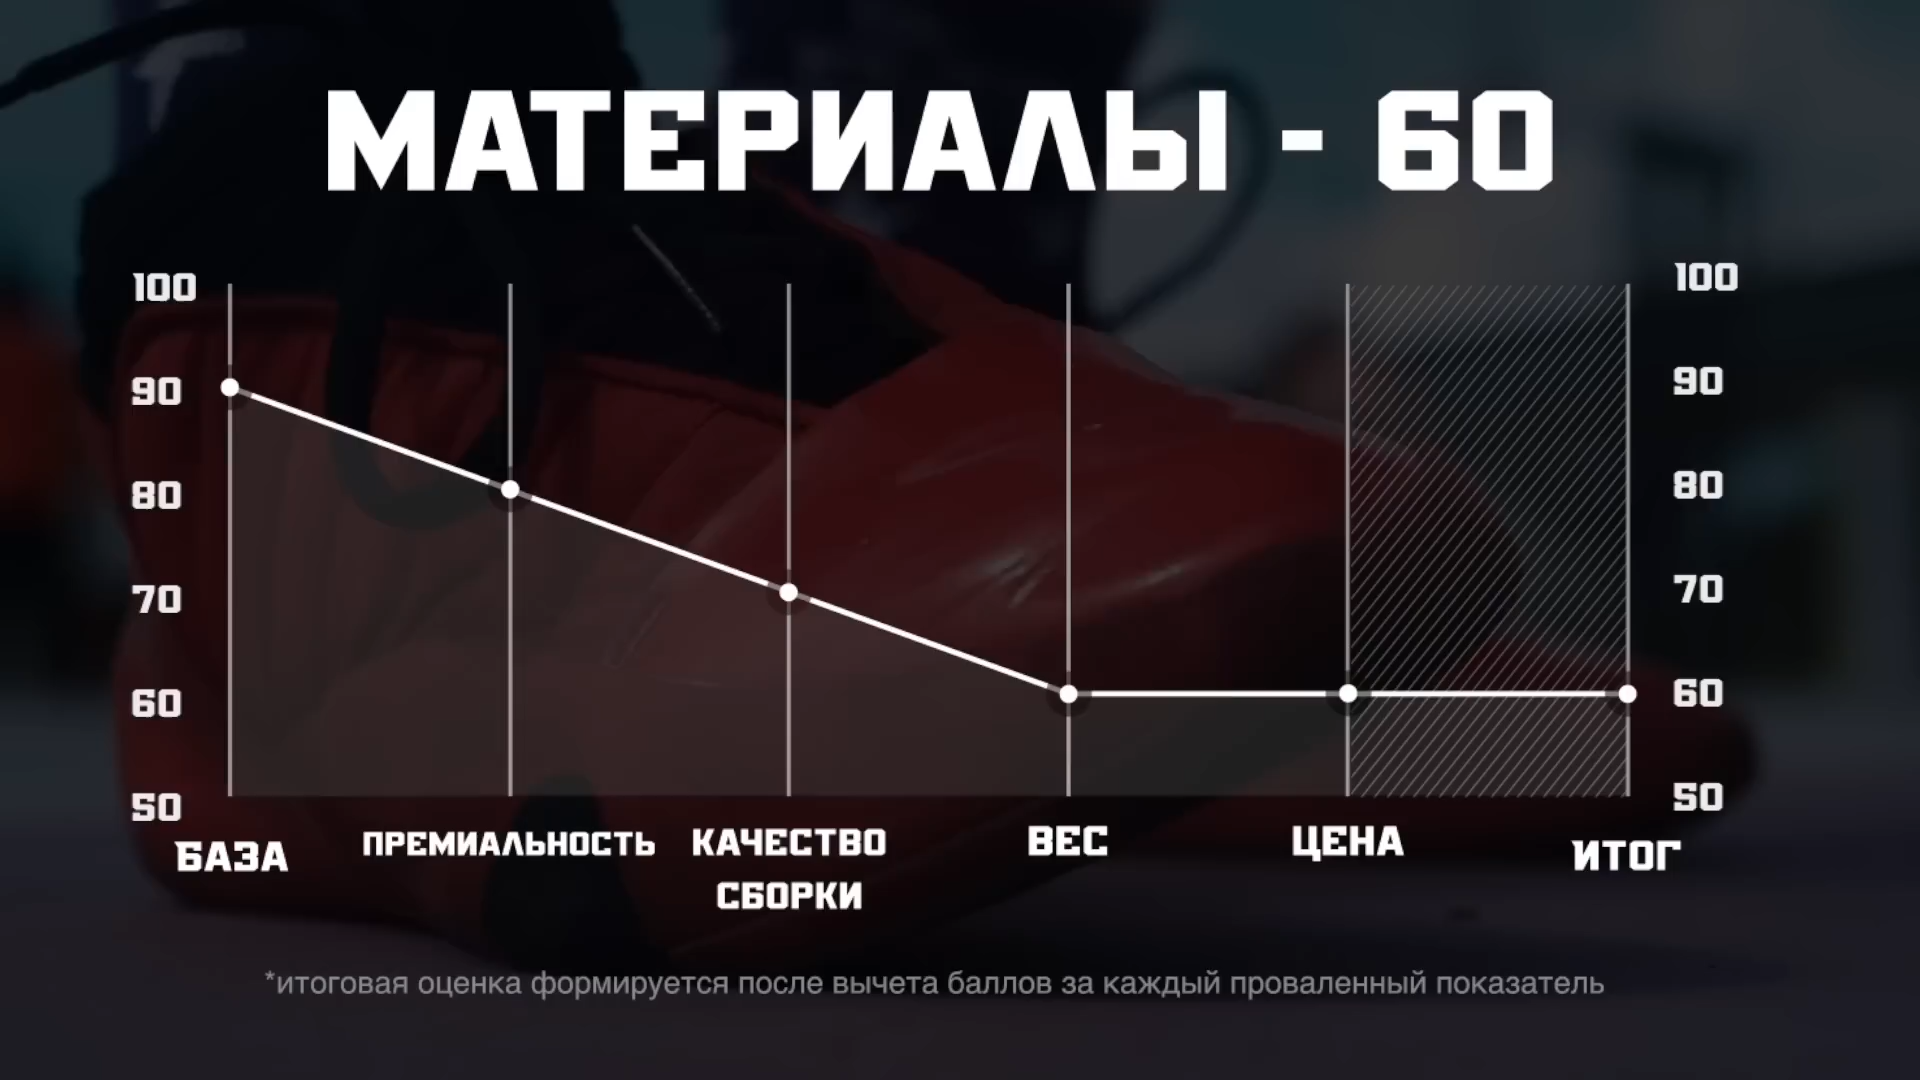 МАТЕРИАЛЫ - 60
100
100
90
90
80
80
70
70
60
60
50
50
БАЗА
ПРЕМИАЛЬНОСТЬ
КАЧЕСТВО
СБОРКИ
ВЕС
ЦЕНА
ИТОГ
*итоговая оценка формируется после вычета баллов за каждый проваленный показатель